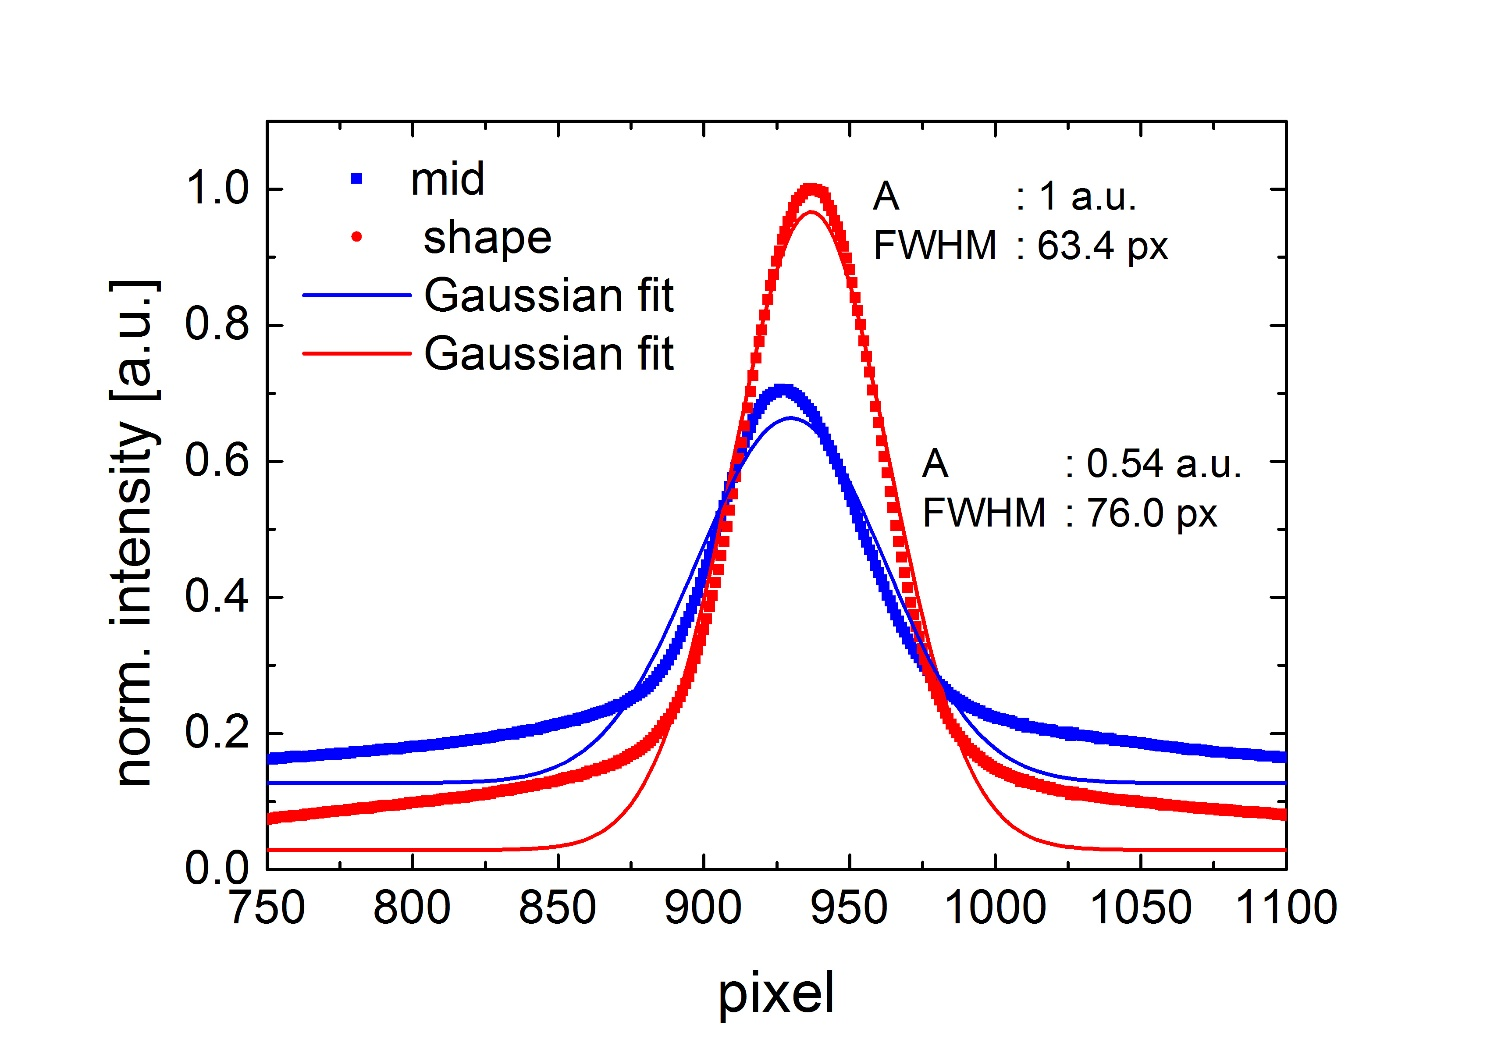 mid
shape
Gaussian fit
Gaussian fit
A : 1 a.u.
FWHM : 63.4 px
A : 0.54 a.u.
FWHM : 76.0 px
norm. intensity [a.u.]
1.0
0.8
0.6
0.4
0.2
0.0
750 800 850 900 950 1000 1050 1100
pixel